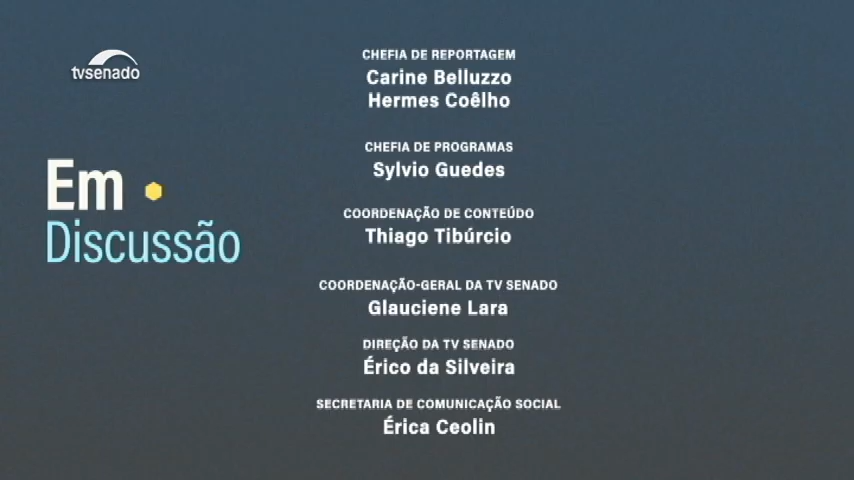 tvsenado
Em
Discussão
CHEFIA DE REPORTAGEM
Carine Belluzzo
Hermes Coêlho
CHEFIA DE PROGRAMAS
Sylvio Guedes
COORDENAÇÃO DE CONTEÚDO
Thiago Tibúrcio
COORDENAÇÃO-GERAL DA TV SENADO
Glauciene Lara
DIREÇÃO DA TV SENADO
Érico da Silveira
SECRETARIA DE COMUNICAÇÃO SOCIAL
Érica Ceolin